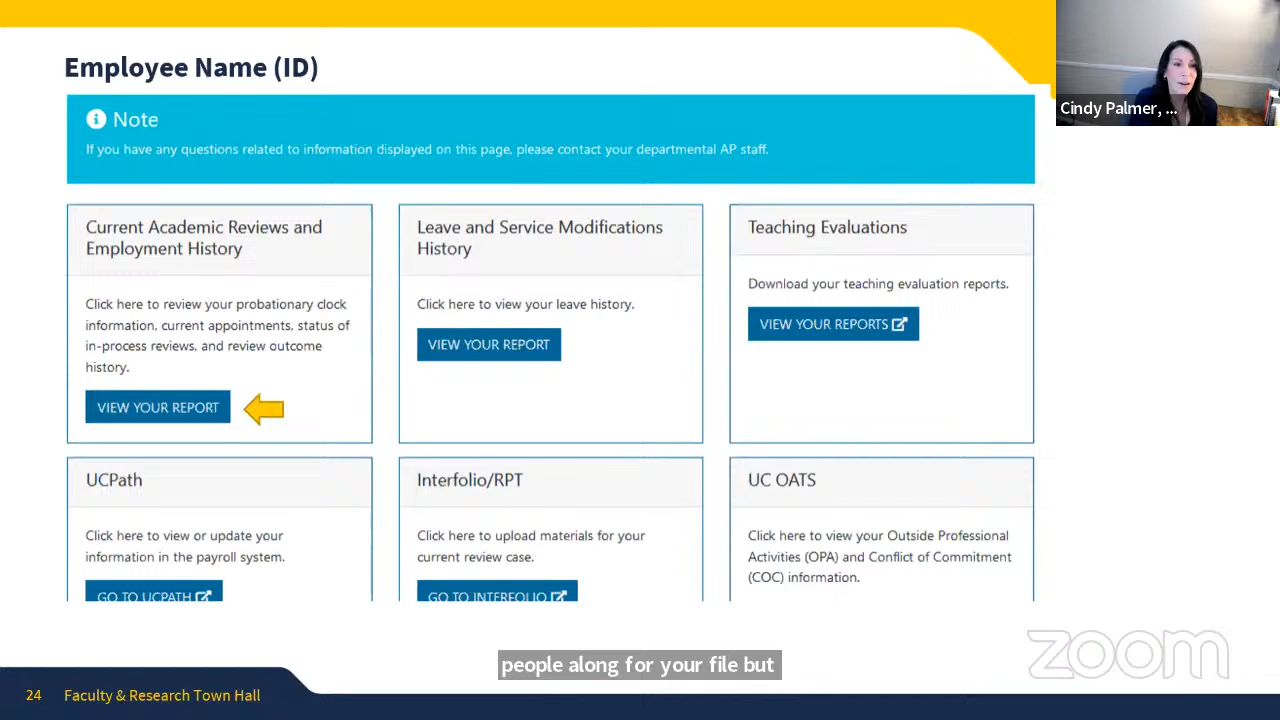 Employee Name (ID)
Note
If you have any questions related to information displayed on this page, please contact your departmental AP staff.
Cindy Palmer, ...
Current Academic Reviews and
Employment History
Click here to review your probationary clock
information, current appointments, status of
in-process reviews, and review outcome
history.
VIEW YOUR REPORT
Leave and Service Modifications
History
Click here to view your leave history.
VIEW YOUR REPORT
Teaching Evaluations
Download your teaching evaluation reports.
VIEW YOUR REPORTS
UCPath
Click here to view or update your
information in the payroll system.
GO TO UCPATH
Interfolio/RPT
Click here to upload materials for your
current review case.
GO TO INTERFOLIO
UC OATS
Click here to view your Outside Professional
Activities (OPA) and Conflict of Commitment
(COC) information.
people along for your file but
zoom
24 Faculty & Research Town Hall